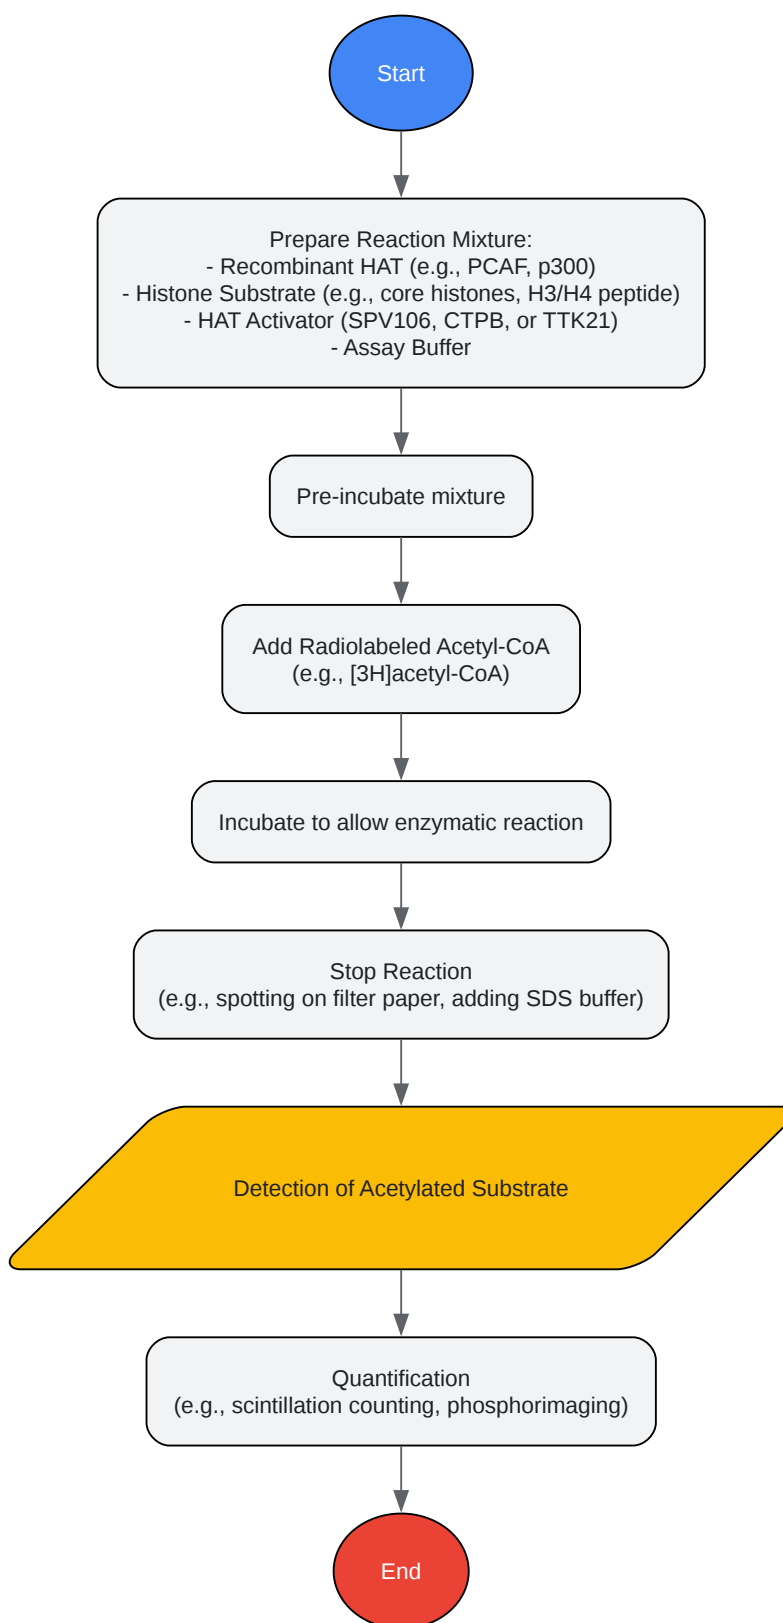 Start
Prepare Reaction Mixture:
- Recombinant HAT (e.g., PCAF, p300)
- Histone Substrate (e.g., core histones, H3/H4 peptide)
- HAT Activator (SPV106, CTPB, or TTK21)
- Assay Buffer
Pre-incubate mixture
Add Radiolabeled Acetyl-CoA
(e.g., [3H]acetyl-CoA)
Incubate to allow enzymatic reaction
Stop Reaction
(e.g., spotting on filter paper, adding SDS buffer)
Detection of Acetylated Substrate
Quantification
(e.g., scintillation counting, phosphorimaging)
End